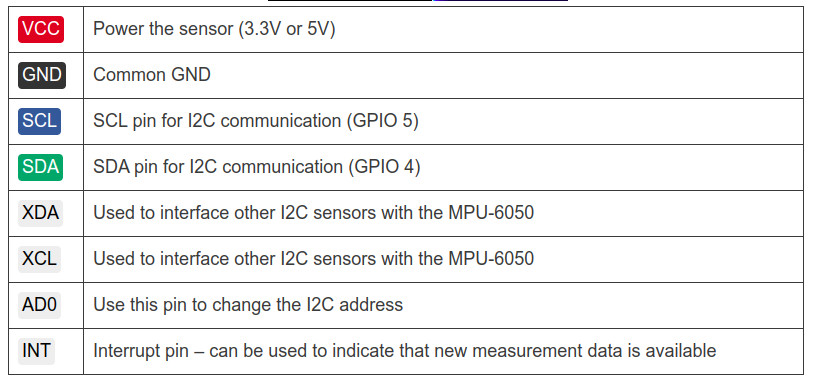 VCC Power the sensor (3.3V or 5V)
GND Common GND
SCL SCL pin for I2C communication (GPIO 5)
SDA SDA pin for I2C communication (GPIO 4)
XDA Used to interface other I2C sensors with the MPU-6050
XCL Used to interface other I2C sensors with the MPU-6050
AD0 Use this pin to change the I2C address
INT Interrupt pin – can be used to indicate that new measurement data is available